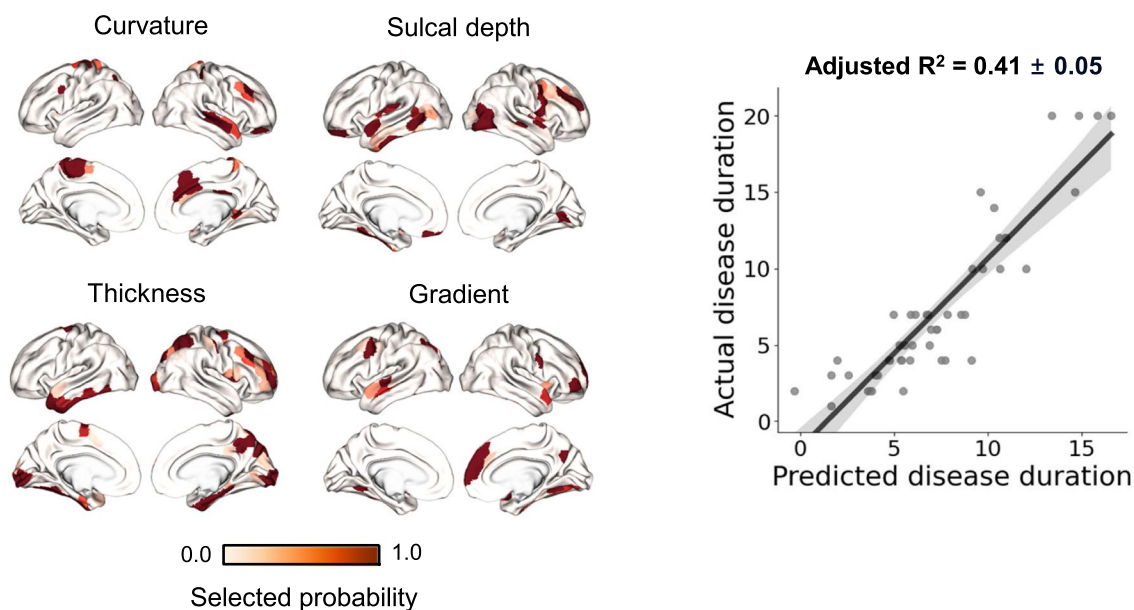 Curvature
Sulcal depth
Thickness
Gradient
0.0
1.0
Selected probability
Adjusted R² = 0.41 ± 0.05
Actual disease duration
20
15
10
5
0
0
5
10
15
Predicted disease duration